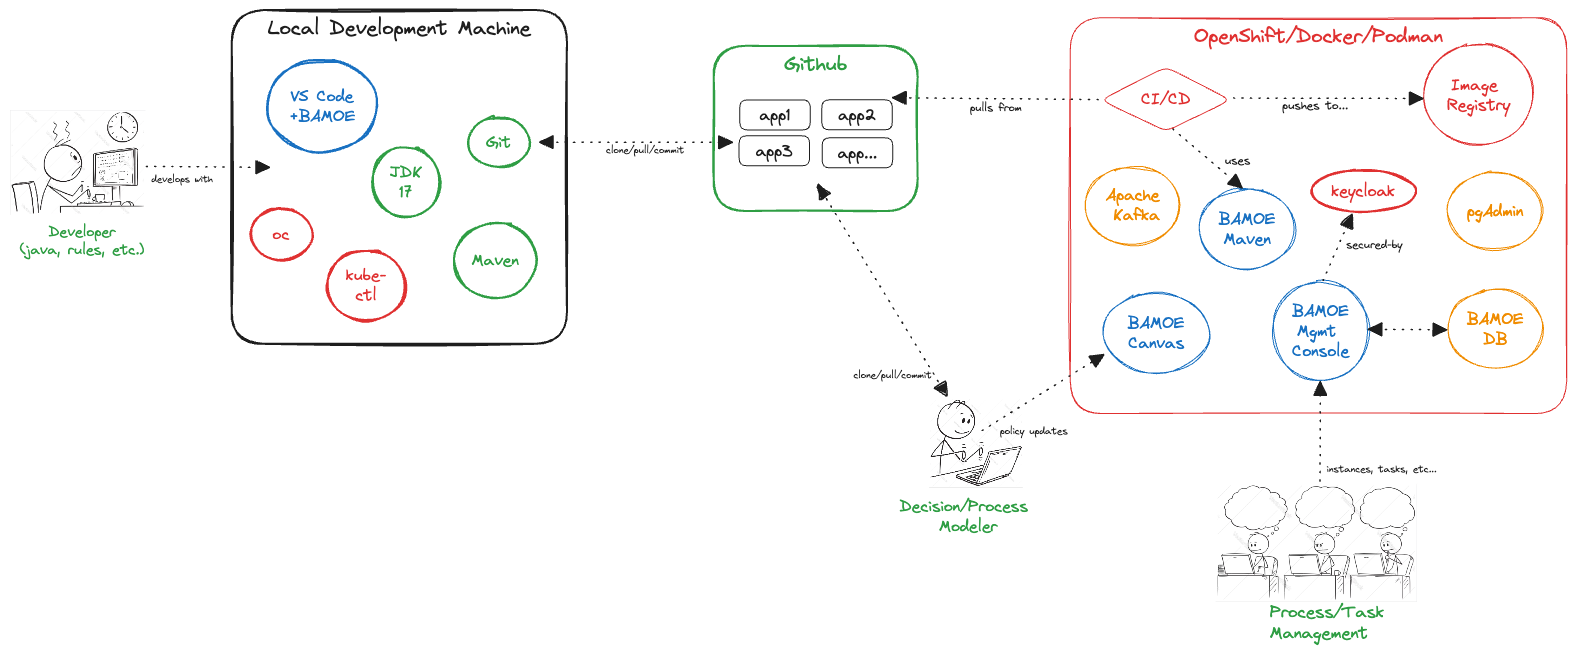 Local Development Machine
VS Code
+BAMOE
Git
JDK
17
oc
kube-
ctl
Maven
develops with
Developer
(java, rules, etc.)
clone/pull/commit
Github
app1
app2
app3
app...
pulls from
OpenShift/Docker/Podman
CI/CD
pushes to...
Image
Registry
uses
Apache
Kafka
BAMOE
Maven
keycloak
pgAdmin
secured-by
BAMOE
Canvas
BAMOE
Mgmt
Console
BAMOE
DB
clone/pull/commit
policy updates
Decision/Process
Modeler
instances, tasks, etc...
Process/Task
Management